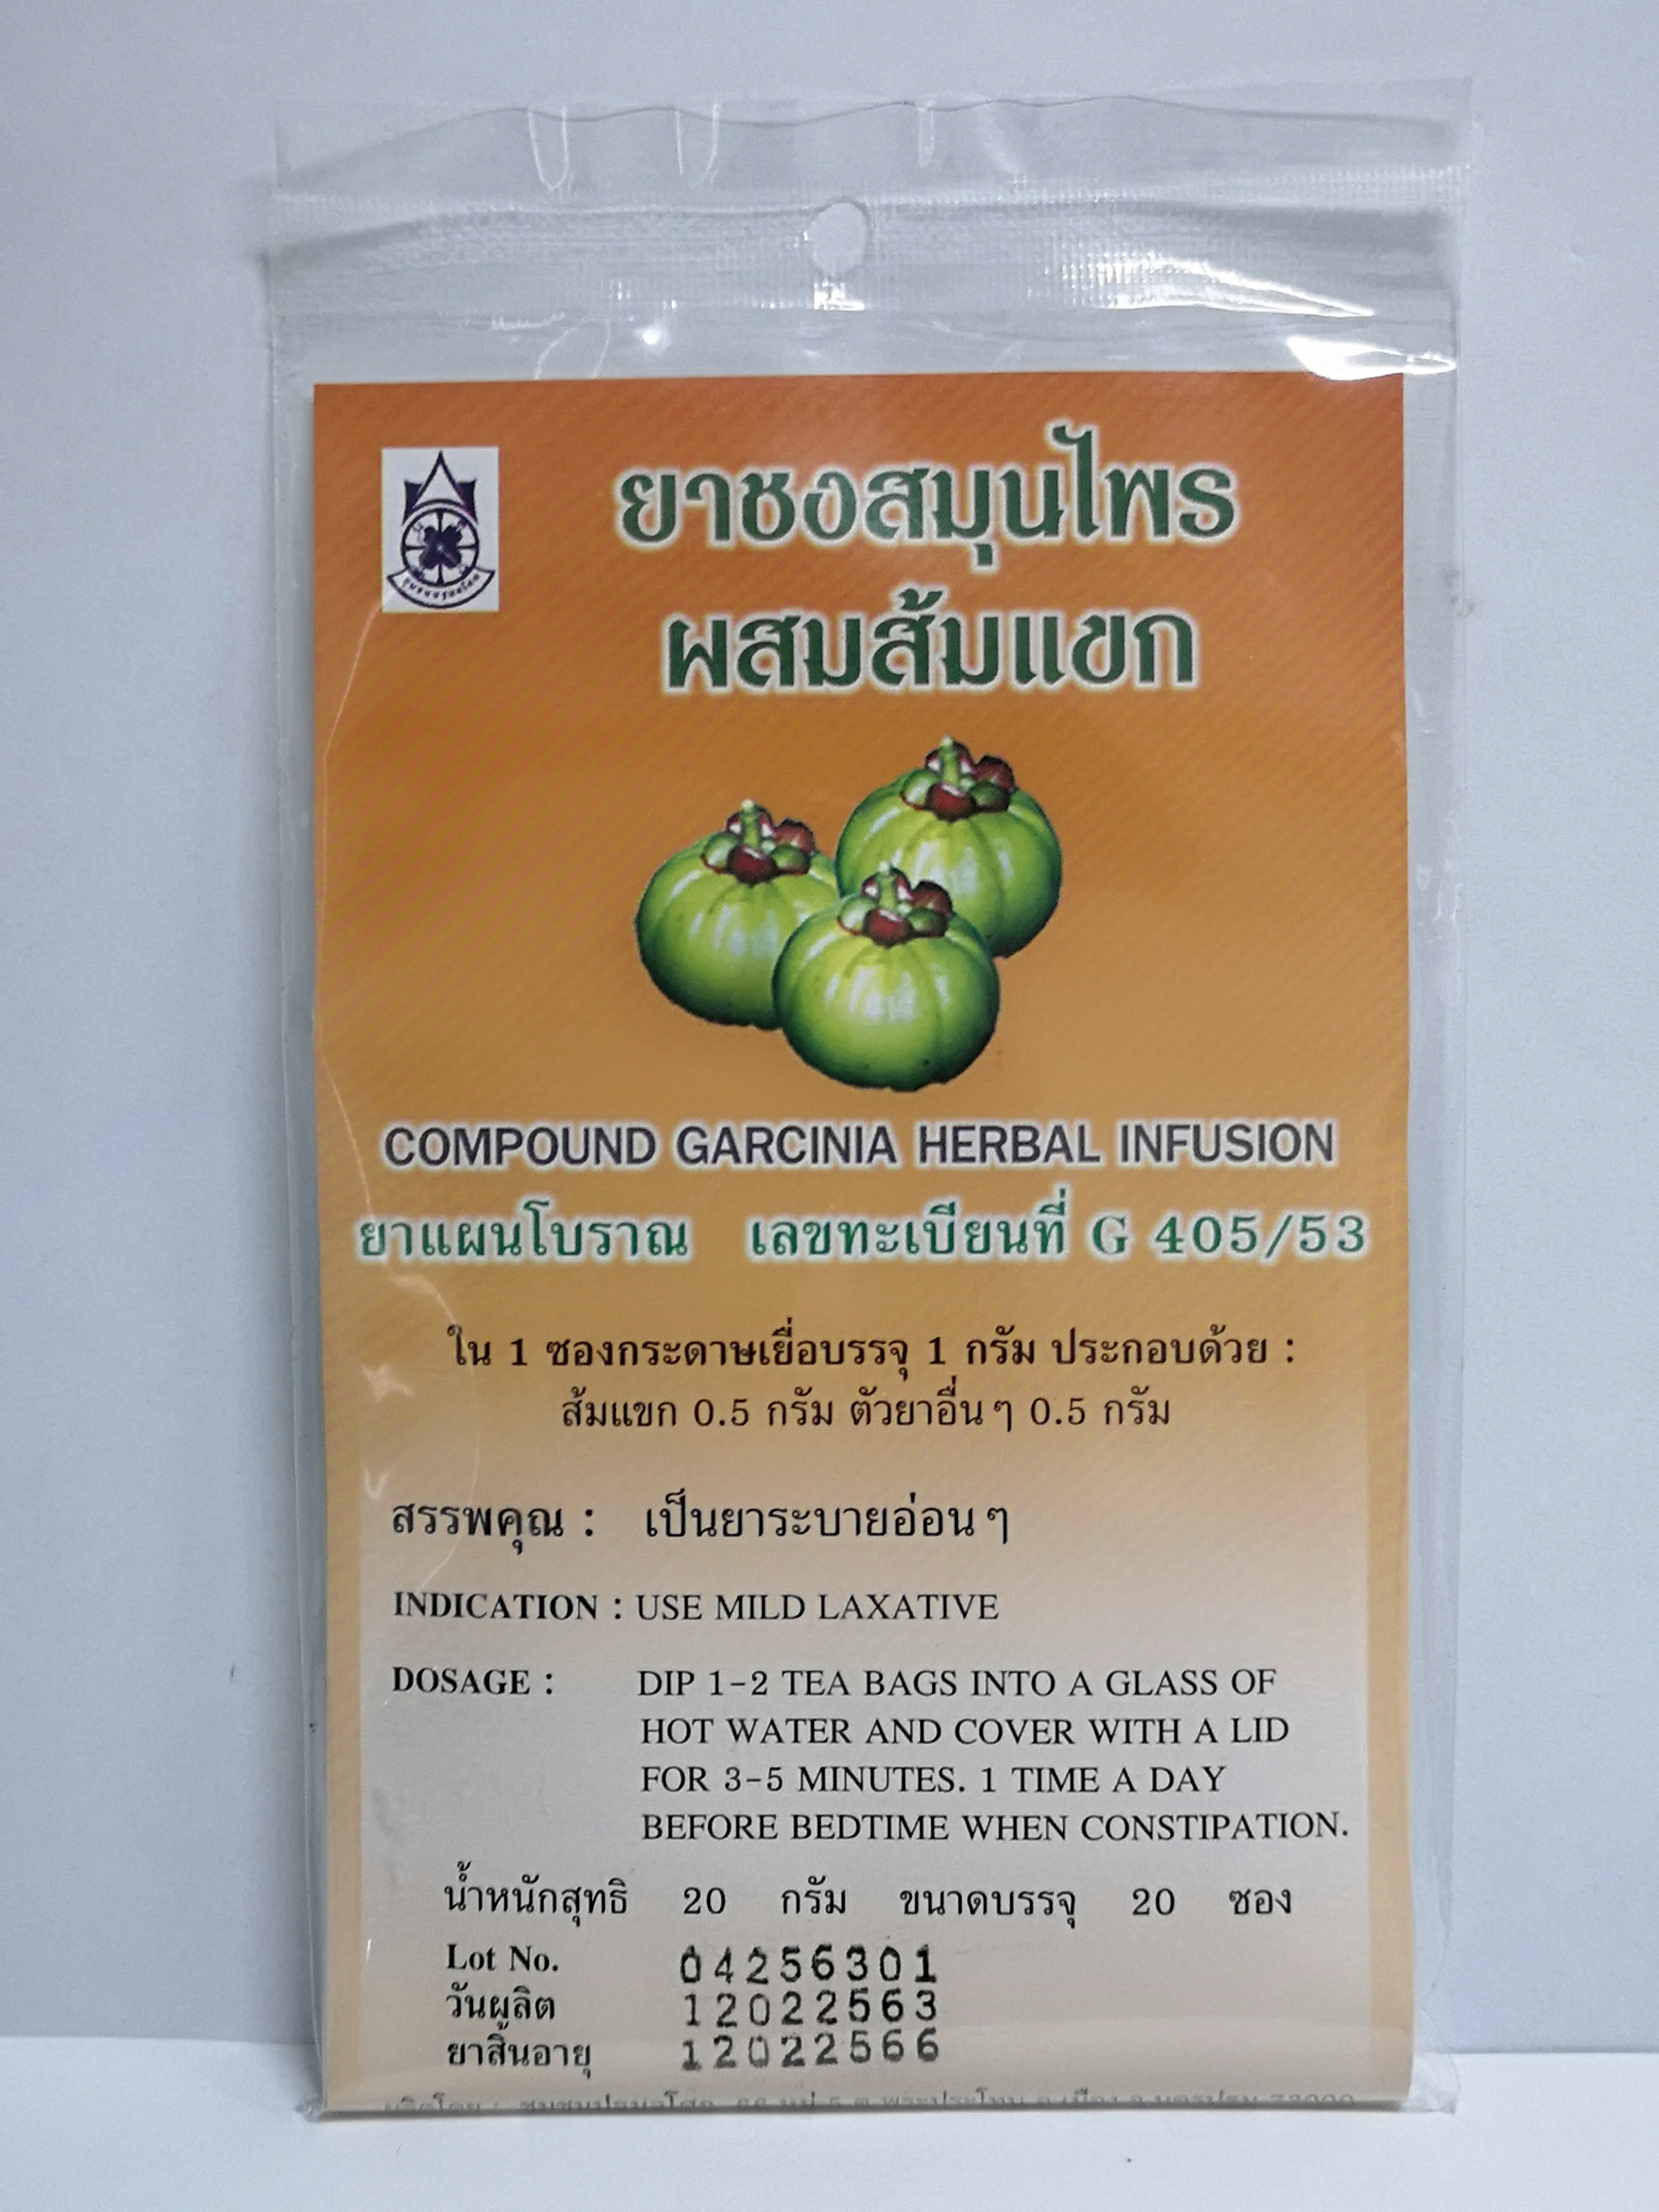 ยาชงสมุนไพร
ผสมส้มแขก
COMPOUND GARCINIA HERBAL INFUSION
ยาแผนโบราณ เลขทะเบียนที่ G 405/53
ใน 1 ซองกระดาษเยื่อบรรจุ 1 กรัม ประกอบด้วย :
ส้มแขก 0.5 กรัม ตัวยาอื่นๆ 0.5 กรัม
สรรพคุณ : เป็นยาระบายอ่อนๆ
INDICATION : USE MILD LAXATIVE
DOSAGE : DIP 1-2 TEA BAGS INTO A GLASS OF
HOT WATER AND COVER WITH A LID
FOR 3-5 MINUTES. 1 TIME A DAY
BEFORE BEDTIME WHEN CONSTIPATION.
น้ำหนักสุทธิ 20 กรัม ขนาดบรรจุ 20 ซอง
Lot No. 04256301
วันผลิต 12022563
ยาสิ้นอายุ 12022566